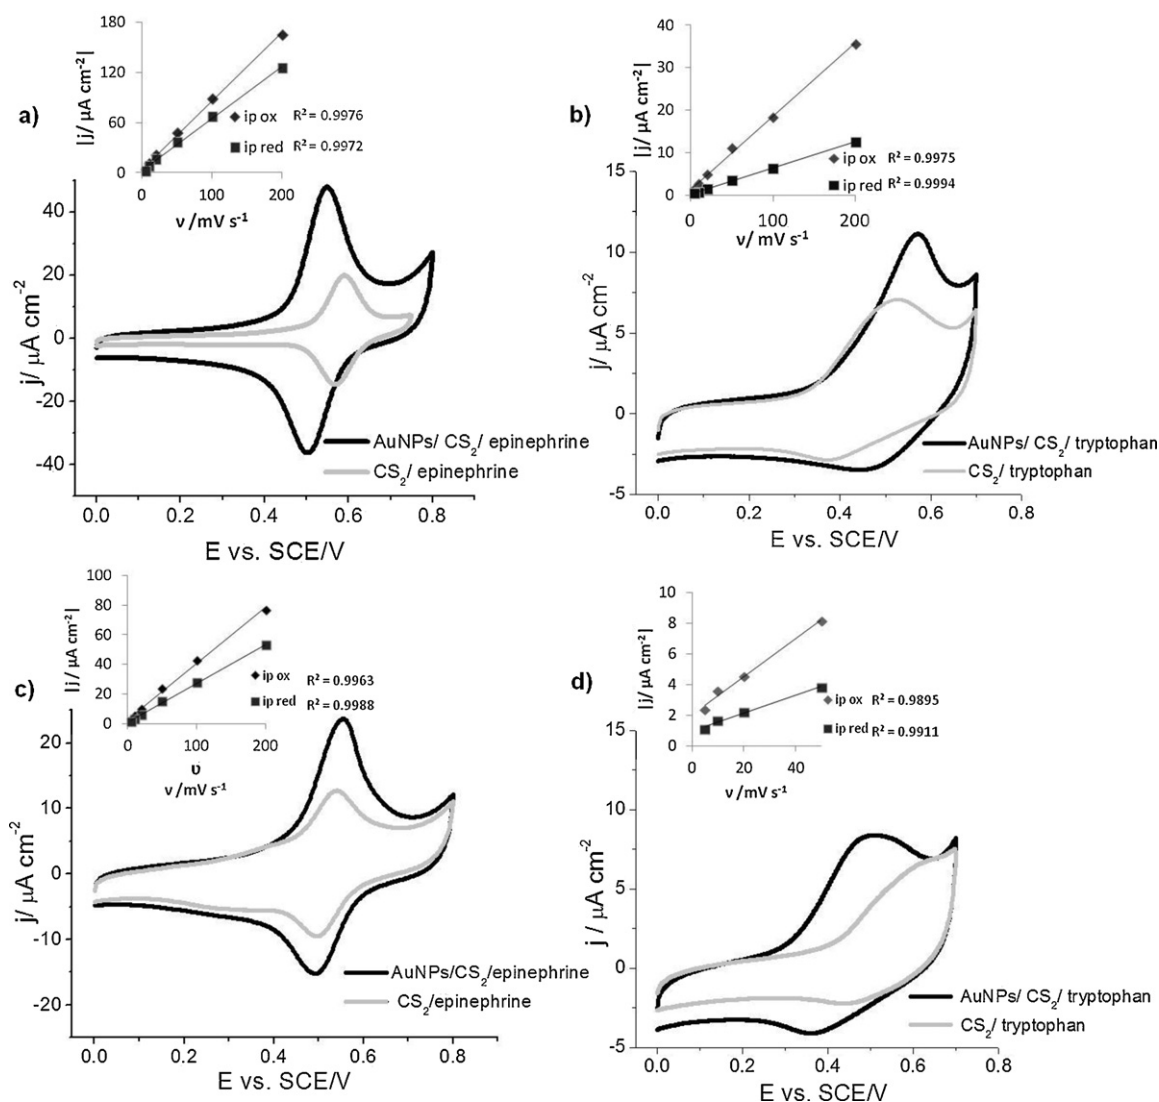 a)
|j/ μA cm-2|
180
120
60
0
ip ox R2 = 0.9976
ip red R2 = 0.9972
0 100 200
ν /mV s-1
j/ μA cm-2
40
20
0
-20
-40
AuNPs/ CS2/ epinephrine
CS2/ epinephrine
0.0 0.2 0.4 0.6 0.8
E vs. SCE/V
b)
|j/ μA cm-2|
40
30
20
10
0
ip ox R2 = 0.9975
ip red R2 = 0.9994
0 100 200
ν/ mV s-1
j/ μA cm-2
15
10
5
0
-5
AuNPs/ CS2/ tryptophan
CS2/ tryptophan
0.0 0.2 0.4 0.6 0.8
E vs. SCE/V
c)
|j/ μA cm-2|
100
80
60
40
20
0
ip ox R2 = 0.9963
ip red R2 = 0.9988
0 100 200
υ
ν /mV s-1
j/ μA cm-2
20
10
0
-10
-20
AuNPs/CS2/epinephrine
CS2/epinephrine
0.0 0.2 0.4 0.6 0.8
E vs. SCE/V
d)
|j/ μA cm-2|
10
8
6
4
2
0
ip ox R2 = 0.9895
ip red R2 = 0.9911
0 20 40
ν /mV s-1
j / μA cm-2
15
10
5
0
-5
AuNPs/ CS2/ tryptophan
CS2/ tryptophan
0.0 0.2 0.4 0.6 0.8
E vs. SCE/V